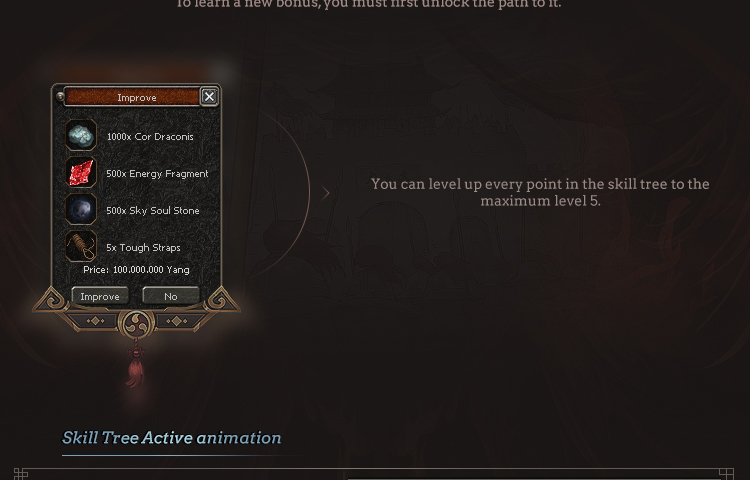 To learn a new bonus, you must first unlock the path to it.
Improve
1000x Cor Draconis
500x Energy Fragment
500x Sky Soul Stone
5x Tough Straps
Price: 100.000.000 Yang
Improve No
You can level up every point in the skill tree to the
maximum level 5.
Skill Tree Active animation